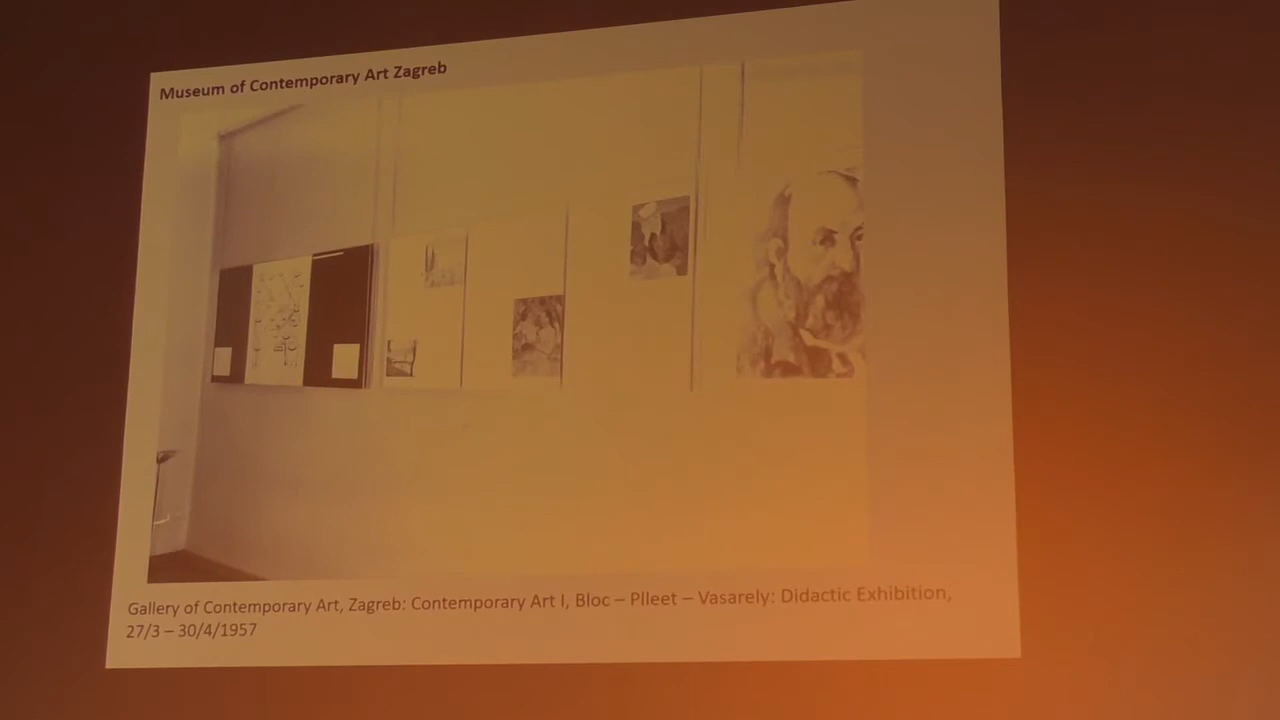 Museum of Contemporary Art Zagreb
Gallery of Contemporary Art, Zagreb: Contemporary Art I, Bloc – Plleet – Vasarely: Didactic Exhibition,
27/3 – 30/4/1957